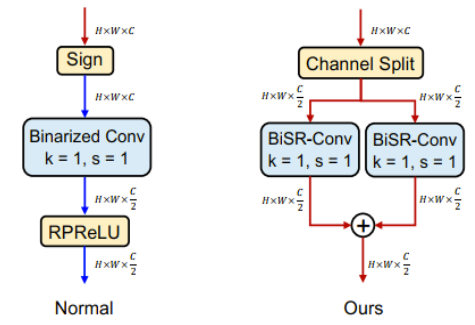 H×W×C
Sign
H×W×C
Binarized Conv
k = 1, s = 1
H×W×C/2
RPReLU
H×W×C/2
Normal
H×W×C
Channel Split
H×W×C/2
H×W×C/2
BiSR-Conv
k = 1, s = 1
BiSR-Conv
k = 1, s = 1
H×W×C/2
H×W×C/2
+
H×W×C/2
Ours